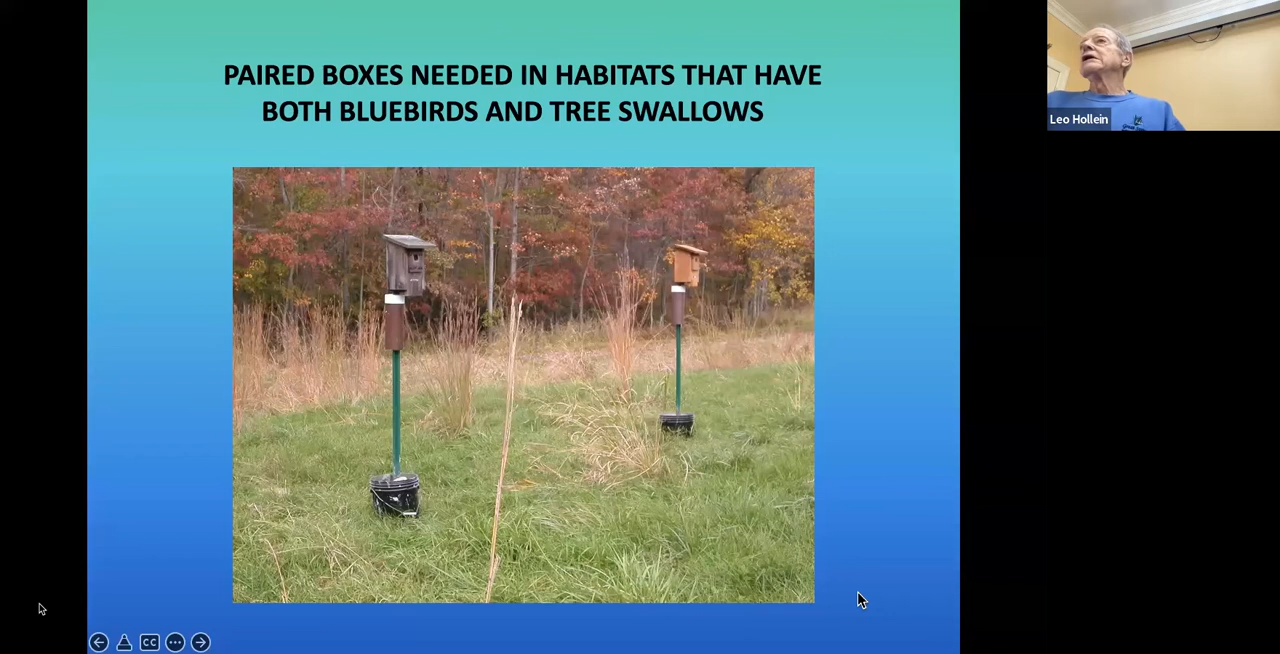 PAIRED BOXES NEEDED IN HABITATS THAT HAVE
BOTH BLUEBIRDS AND TREE SWALLOWS
Leo Hollein
CC